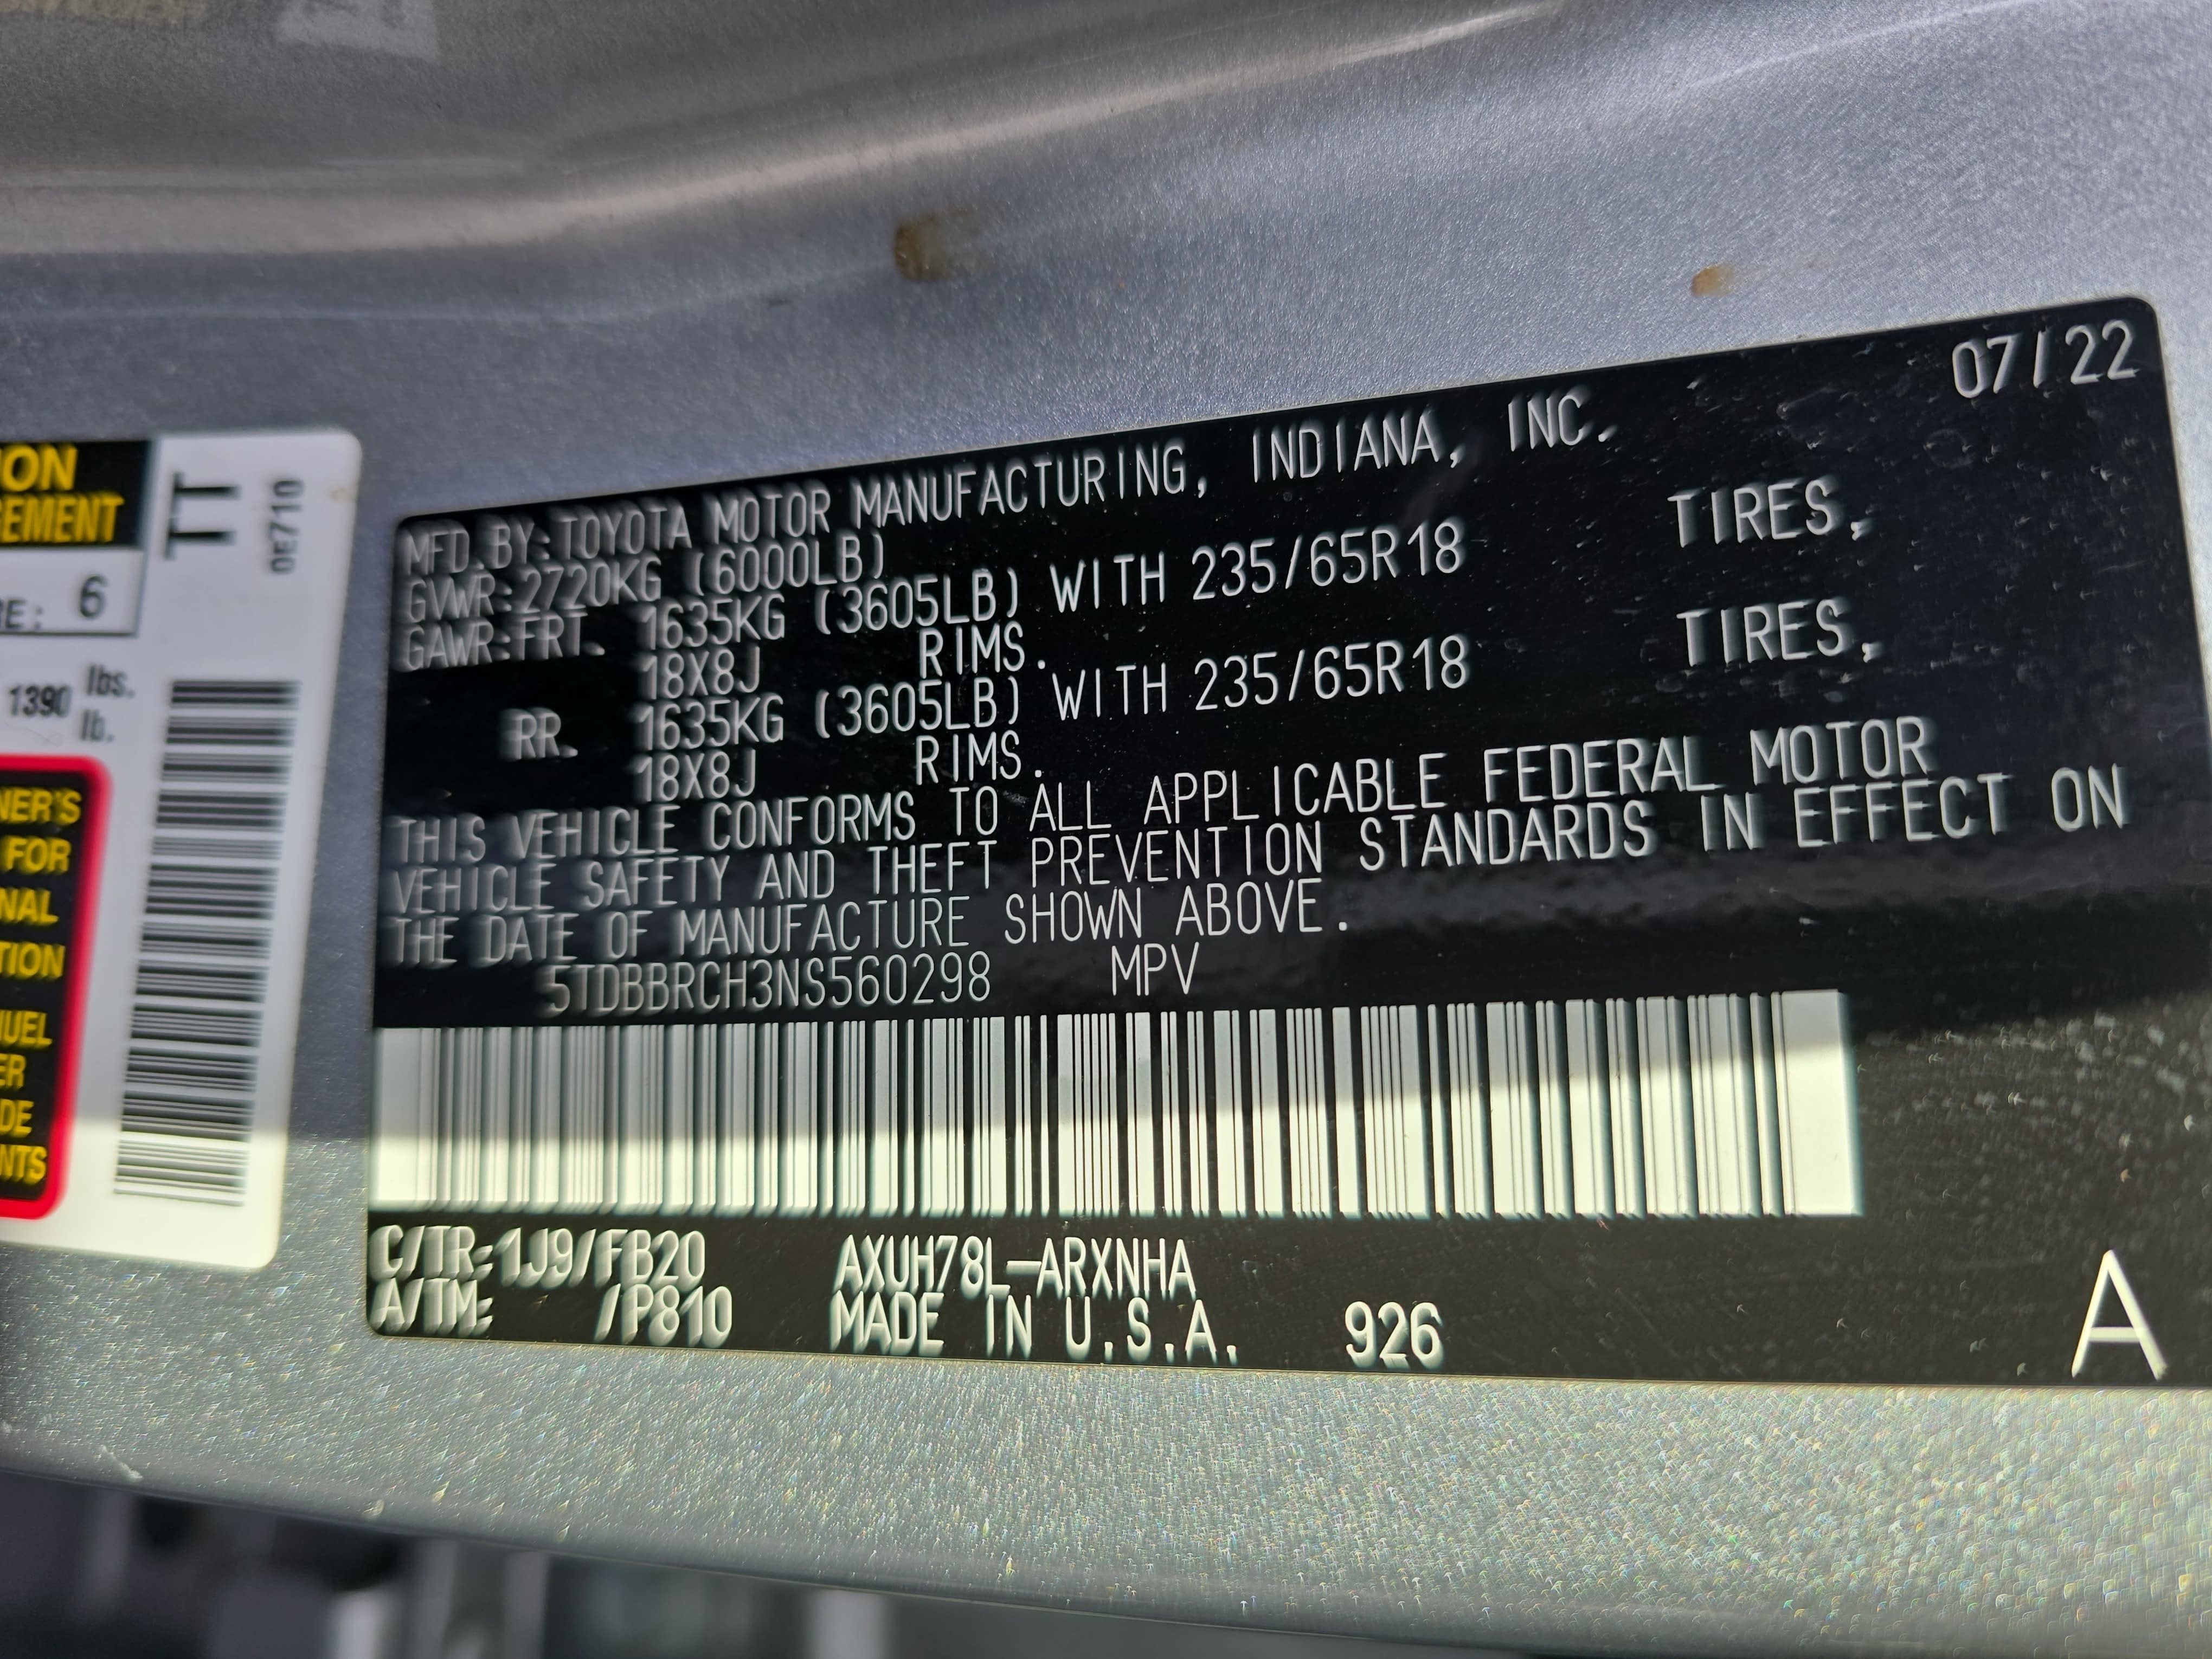 ION
GEMENT
RE: 6
1390 lbs.
lb.
NER'S
FOR
NAL
TION
NUEL
ER
DE
NTS
TT
0E710
07/22
MFD.BY:TOYOTA MOTOR MANUFACTURING, INDIANA, INC.
GVWR:2720KG (6000LB)
GAWR:FRT. 1635KG (3605LB) WITH 235/65R18 TIRES,
18X8J RIMS.
RR. 1635KG (3605LB) WITH 235/65R18 TIRES,
18X8J RIMS.
THIS VEHICLE CONFORMS TO ALL APPLICABLE FEDERAL MOTOR
VEHICLE SAFETY AND THEFT PREVENTION STANDARDS IN EFFECT ON
THE DATE OF MANUFACTURE SHOWN ABOVE.
5TDBBRCH3NS560298 MPV
C/TR:1J9/FB20 AXUH78L-ARXNHA
A/TM: /P810 MADE IN U.S.A. 926
A